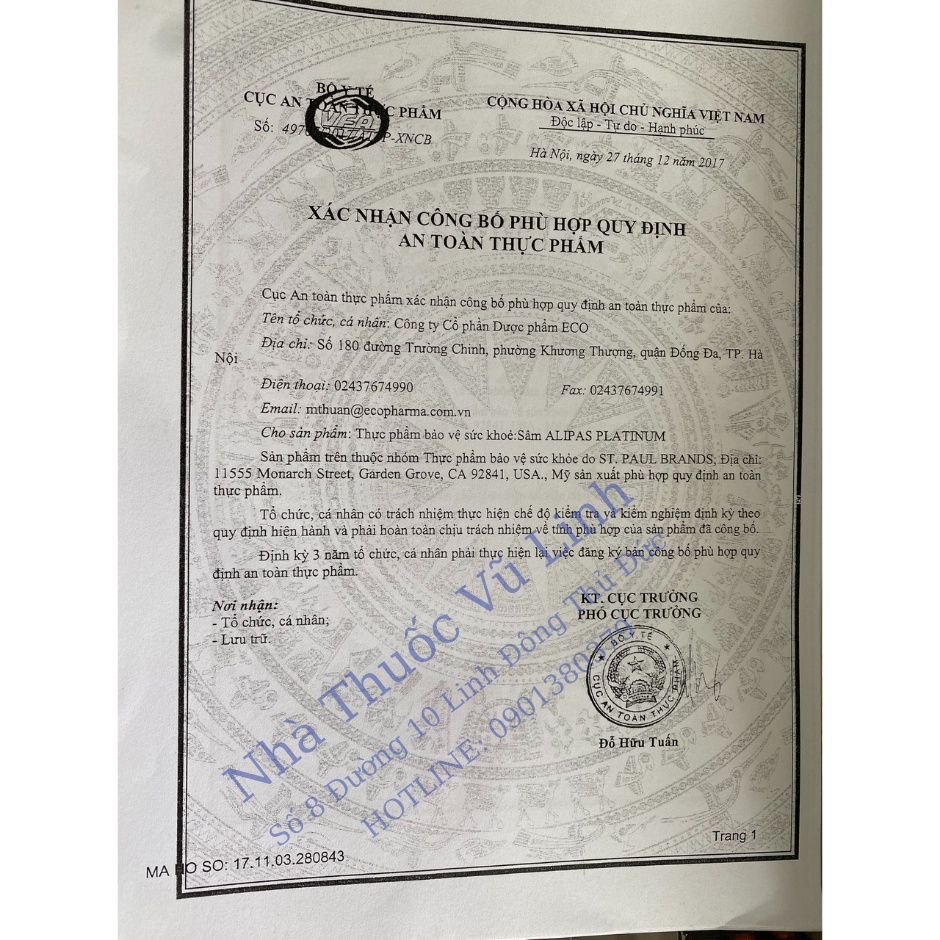 BỘ Y TẾ
CỤC AN TOÀN THỰC PHẨM
Số: P-XNCB
VFA
CỘNG HÒA XÃ HỘI CHỦ NGHĨA VIỆT NAM
Độc lập - Tự do - Hạnh phúc
Hà Nội, ngày 27 tháng 12 năm 2017
XÁC NHẬN CÔNG BỐ PHÙ HỢP QUY ĐỊNH
AN TOÀN THỰC PHẨM
Cục An toàn thực phẩm xác nhận công bố phù hợp quy định an toàn thực phẩm của:
Tên tổ chức, cá nhân: Công ty Cổ phần Dược phẩm ECO
Địa chỉ: Số 180 đường Trường Chinh, phường Khương Thượng, quận Đống Đa, TP. Hà
Nội
Điện thoại: 02437674990 Fax: 02437674991
Email: mthuan@ecopharma.com.vn
Cho sản phẩm: Thực phẩm bảo vệ sức khoẻ:Sâm ALIPAS PLATINUM
Sản phẩm trên thuộc nhóm Thực phẩm bảo vệ sức khỏe do ST. PAUL BRANDS; Địa chỉ:
11555 Monarch Street, Garden Grove, CA 92841, USA., Mỹ sản xuất phù hợp quy định an toàn
thực phẩm.
Tổ chức, cá nhân có trách nhiệm thực hiện chế độ kiểm tra và kiểm nghiệm định kỳ theo
quy định hiện hành và phải hoàn toàn chịu trách nhiệm về tính phù hợp của sản phẩm đã công bố.
Định kỳ 3 năm tổ chức, cá nhân phải thực hiện lại việc đăng ký bản công bố phù hợp quy
định an toàn thực phẩm.
Nơi nhận:
- Tổ chức, cá nhân;
- Lưu trữ.
KT. CỤC TRƯỞNG
PHÓ CỤC TRƯỞNG
BỘ Y TẾ
CỤC AN TOÀN THỰC PHẨM
Đỗ Hữu Tuấn
Nhà Thuốc Vũ Linh
Số 8 Đường 10 Linh Đông Thủ Đức
HOTLINE:
Trang 1
MA HO SO: 17.11.03.280843